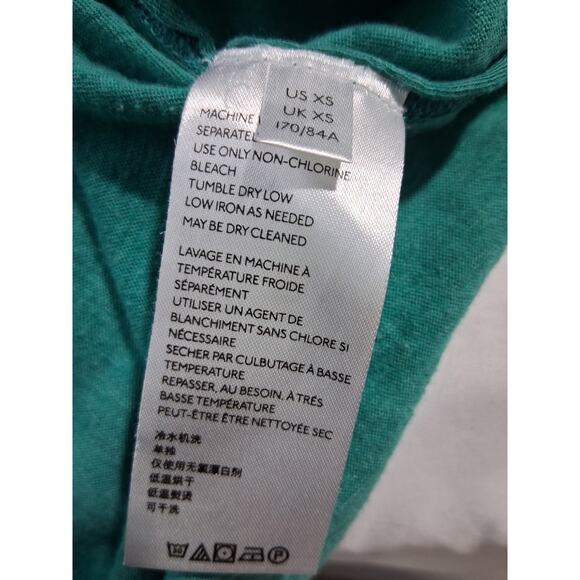 US XS
UK XS
170/84A
MACHINE
SEPARATEL
USE ONLY NON-CHLORINE
BLEACH
TUMBLE DRY LOW
LOW IRON AS NEEDED
MAY BE DRY CLEANED
LAVAGE EN MACHINE À
TEMPÉRATURE FROIDE
SÉPARÉMENT
UTILISER UN AGENT DE
BLANCHIMENT SANS CHLORE SI
NÉCESSAIRE
SECHER PAR CULBUTAGE À BASSE
TEMPERATURE
REPASSER, AU BESOIN, À TRÉS
BASSE TEMPÉRATURE
PEUT-ÊTRE ÊTRE NETTOYÉE SEC
冷水机洗
单独
仅使用无氯漂白剂
低温烘干
低温熨烫
可干洗